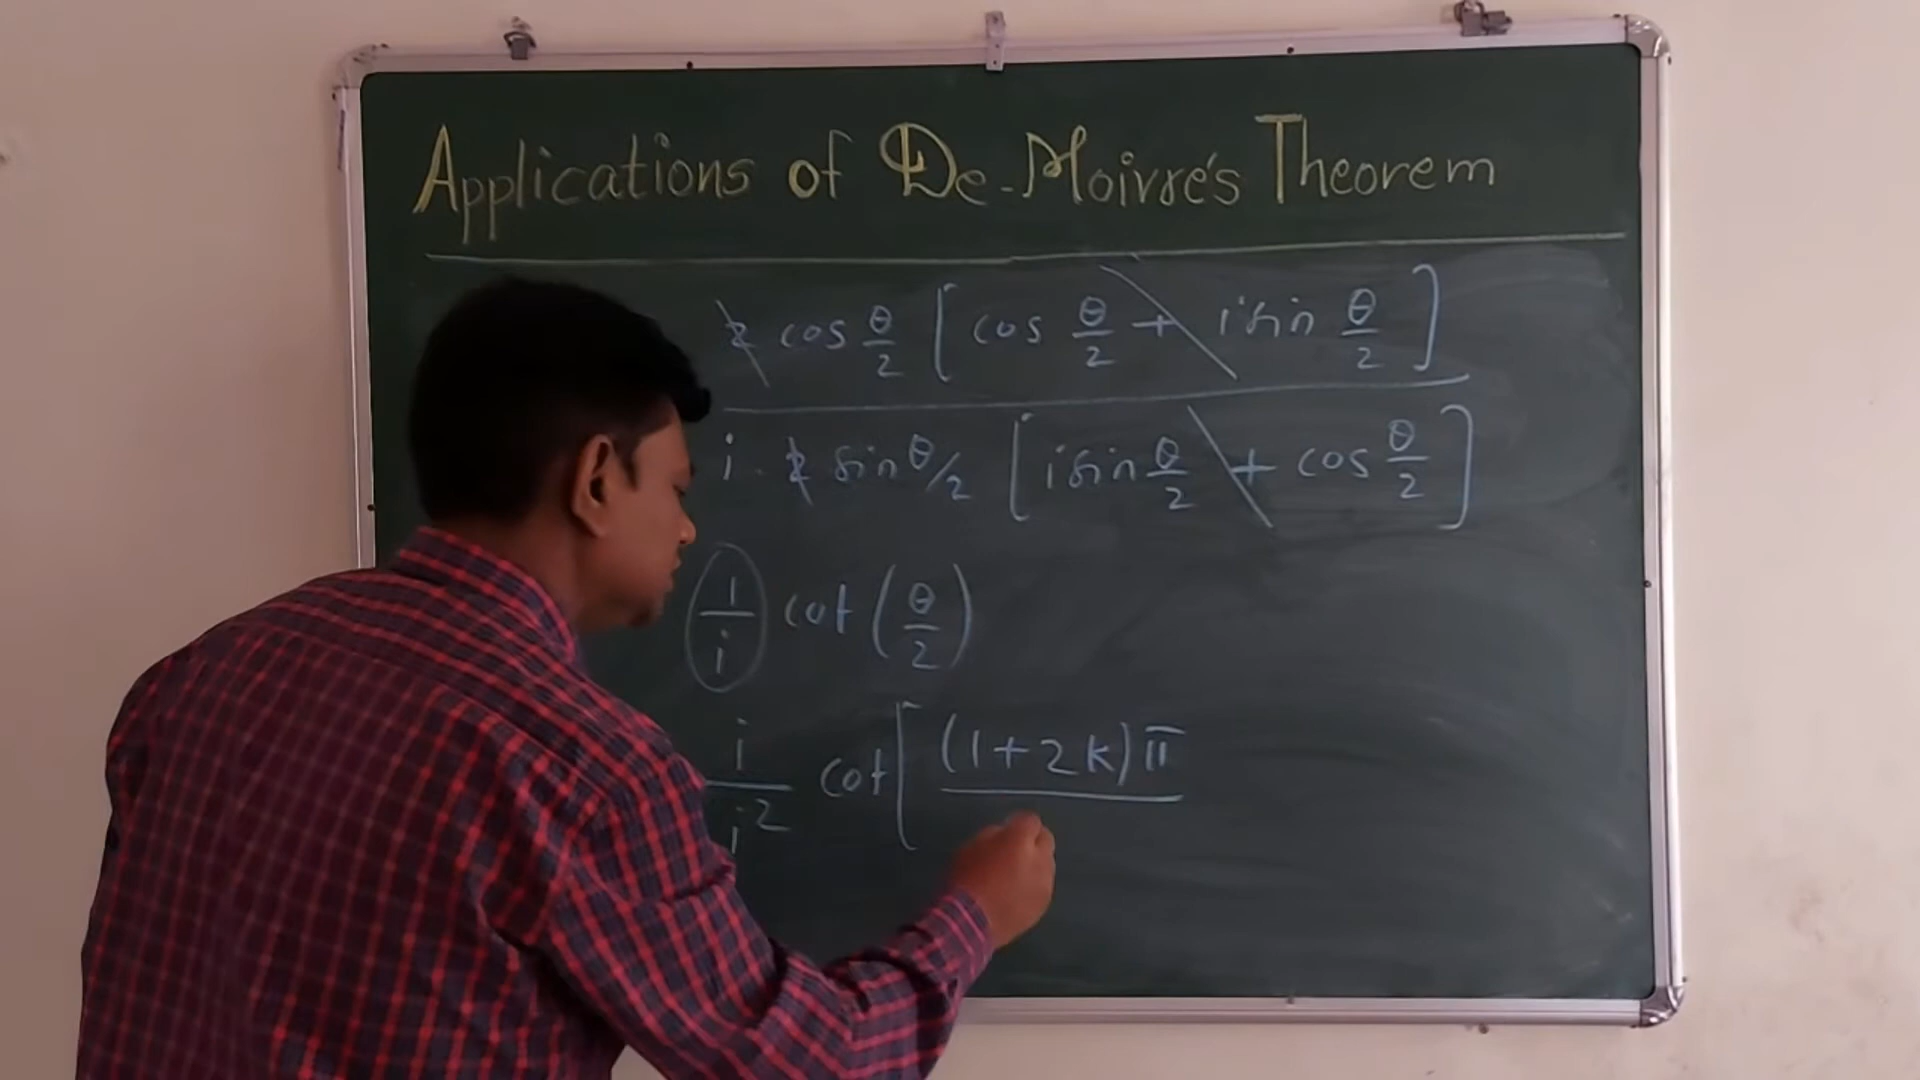 Applications of De-Moivre's Theorem
2 cos θ/2 [cos θ/2 + i sin θ/2]
i · 2 sin θ/2 [i sin θ/2 + cos θ/2]
1/i cot (θ/2)
i/i² cot [(1+2k)π